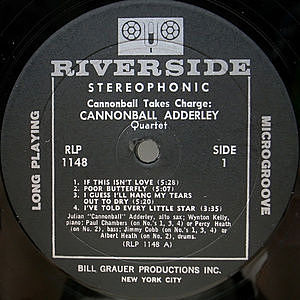 RIVERSIDE
STEREOPHONIC
Cannonball Takes Charge:
CANNONBALL ADDERLEY
Quartet
LONG PLAYING
MICROGROOVE
RLP
1148
SIDE
1
1. IF THIS ISN'T LOVE (5:28)
2. POOR BUTTERFLY (5:07)
3. I GUESS I'LL HANG MY TEARS
OUT TO DRY (5:20)
4. I'VE TOLD EVERY LITTLE STAR (3:35)
Julian "Cannonball" Adderley, alto sax; Wynton Kelly,
piano; Paul Chambers (on No.'s 1, 3, 4) or Percy Heath
(on No. 2), bass; Jimmy Cobb (on No.'s 1, 3, 4) or
Albert Heath (on No. 2), drums.
(RLP 1148 A)
BILL GRAUER PRODUCTIONS INC.
NEW YORK CITY